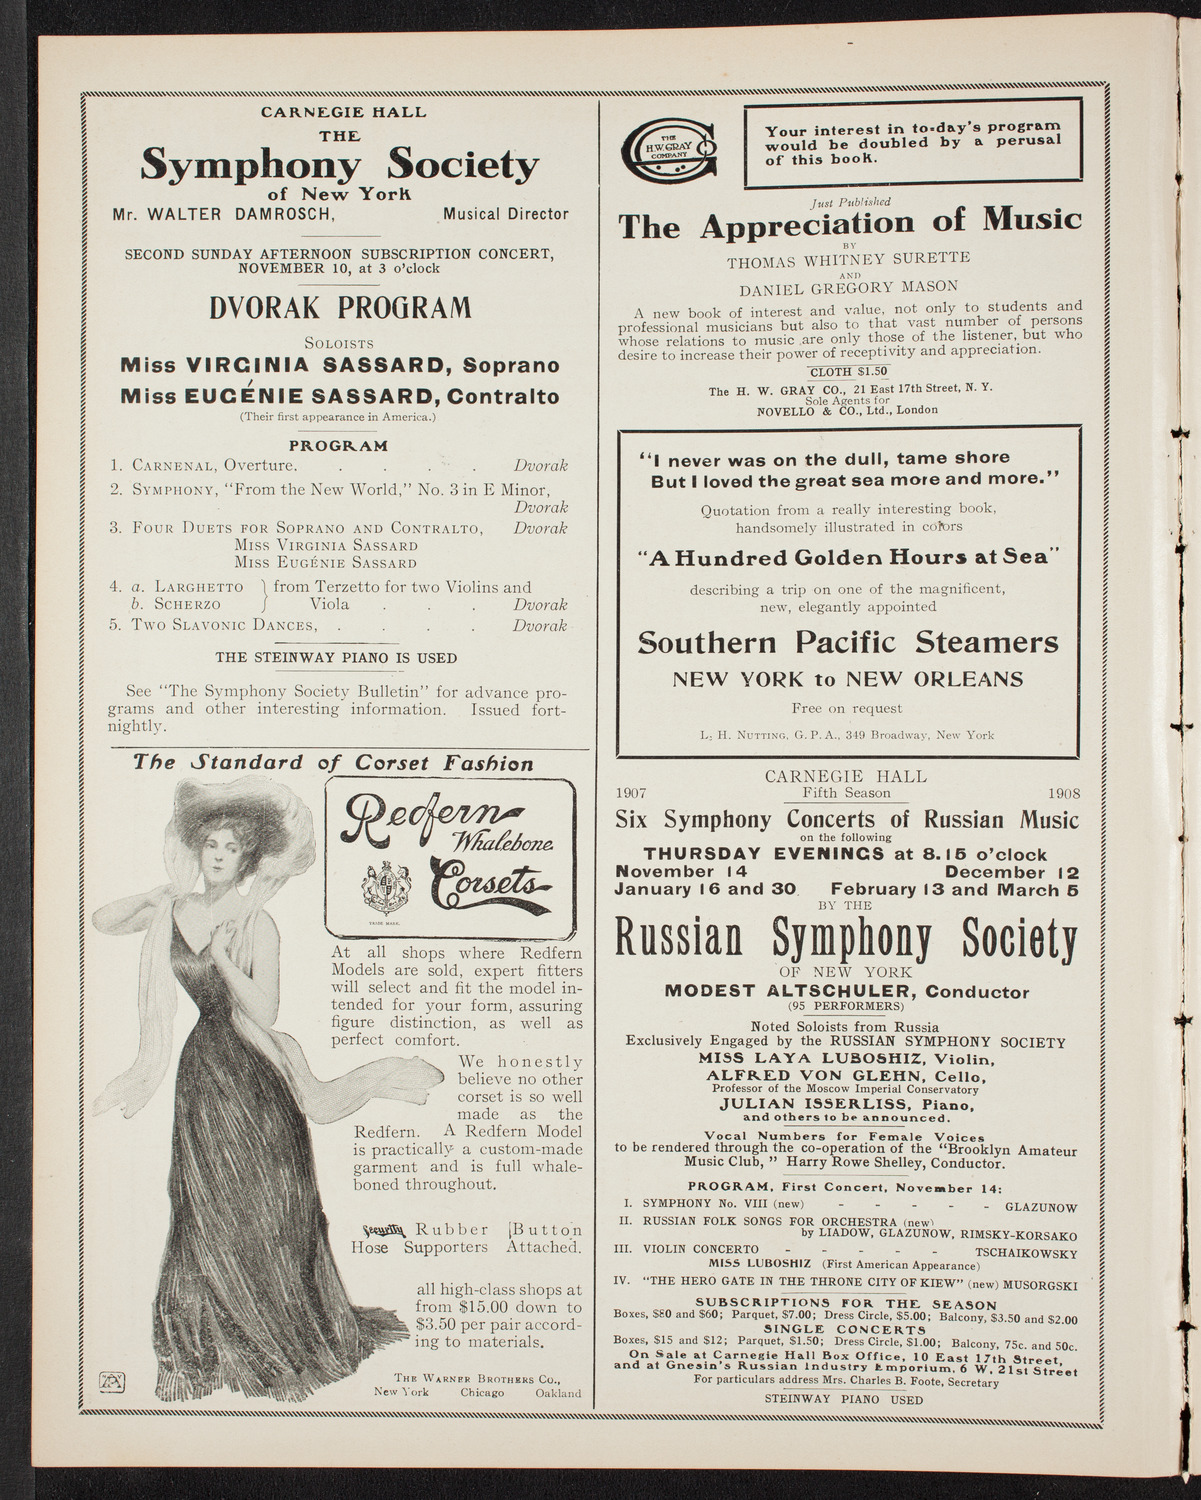 CARNEGIE HALL
THE
Symphony Society
of New York
Mr. WALTER DAMROSCH, Musical Director
SECOND SUNDAY AFTERNOON SUBSCRIPTION CONCERT,
NOVEMBER 10, at 3 o'clock
DVORAK PROGRAM
SOLOISTS
Miss VIRGINIA SASSARD, Soprano
Miss EUGÉNIE SASSARD, Contralto
(Their first appearance in America.)
PROGRAM
1. CARNENAL, Overture. . . . . Dvorak
2. SYMPHONY, “From the New World,” No. 3 in E Minor,
Dvorak
3. FOUR DUETS FOR SOPRANO AND CONTRALTO, Dvorak
MISS VIRGINIA SASSARD
MISS EUGÉNIE SASSARD
4. a. LARGHETTO } from Terzetto for two Violins and
b. SCHERZO } Viola . . . Dvorak
5. TWO SLAVONIC DANCES, . . . . Dvorak
THE STEINWAY PIANO IS USED
See “The Symphony Society Bulletin” for advance pro-
grams and other interesting information. Issued fort-
nightly.
The Standard of Corset Fashion
Redfern
Whalebone
Corsets
TRADE MARK.
At all shops where Redfern
Models are sold, expert fitters
will select and fit the model in-
tended for your form, assuring
figure distinction, as well as
perfect comfort.
We honestly
believe no other
corset is so well
made as the
Redfern. A Redfern Model
is practically a custom-made
garment and is full whale-
boned throughout.
Security Rubber Button
Hose Supporters Attached.
all high-class shops at
from $15.00 down to
$3.50 per pair accord-
ing to materials.
THE WARNER BROTHERS CO.,
New York Chicago Oakland
THE
H.W. GRAY
COMPANY
Your interest in to-day's program
would be doubled by a perusal
of this book.
Just Published
The Appreciation of Music
BY
THOMAS WHITNEY SURETTE
AND
DANIEL GREGORY MASON
A new book of interest and value, not only to students and
professional musicians but also to that vast number of persons
whose relations to music are only those of the listener, but who
desire to increase their power of receptivity and appreciation.
CLOTH $1.50
The H. W. GRAY CO., 21 East 17th Street, N. Y.
Sole Agents for
NOVELLO & CO., Ltd., London
“I never was on the dull, tame shore
But I loved the great sea more and more.”
Quotation from a really interesting book,
handsomely illustrated in colors
“A Hundred Golden Hours at Sea”
describing a trip on one of the magnificent,
new, elegantly appointed
Southern Pacific Steamers
NEW YORK to NEW ORLEANS
Free on request
L. H. NUTTING, G. P. A., 349 Broadway, New York
CARNEGIE HALL
1907 Fifth Season 1908
Six Symphony Concerts of Russian Music
on the following
THURSDAY EVENINGS at 8.15 o'clock
November 14 December 12
January 16 and 30 February 13 and March 5
BY THE
Russian Symphony Society
OF NEW YORK
MODEST ALTSCHULER, Conductor
(95 PERFORMERS)
Noted Soloists from Russia
Exclusively Engaged by the RUSSIAN SYMPHONY SOCIETY
MISS LAYA LUBOSHIZ, Violin,
ALFRED VON GLEHN, Cello,
Professor of the Moscow Imperial Conservatory
JULIAN ISSERLISS, Piano,
and others to be announced.
Vocal Numbers for Female Voices
to be rendered through the co-operation of the “Brooklyn Amateur
Music Club,” Harry Rowe Shelley, Conductor.
PROGRAM, First Concert, November 14:
I. SYMPHONY No. VIII (new) - - - - - GLAZUNOW
II. RUSSIAN FOLK SONGS FOR ORCHESTRA (new)
by LIADOW, GLAZUNOW, RIMSKY-KORSAKO
III. VIOLIN CONCERTO - - - - - TSCHAIKOWSKY
MISS LUBOSHIZ (First American Appearance)
IV. “THE HERO GATE IN THE THRONE CITY OF KIEW” (new) MUSORGSKI
SUBSCRIPTIONS FOR THE SEASON
Boxes, $80 and $60; Parquet, $7.00; Dress Circle, $5.00; Balcony, $3.50 and $2.00
SINGLE CONCERTS
Boxes, $15 and $12; Parquet, $1.50; Dress Circle, $1.00; Balcony, 75c. and 50c.
On Sale at Carnegie Hall Box Office, 10 East 17th Street,
and at Gnesin's Russian Industry Emporium, 6 W. 21st Street
For particulars address Mrs. Charles B. Foote, Secretary
STEINWAY PIANO USED